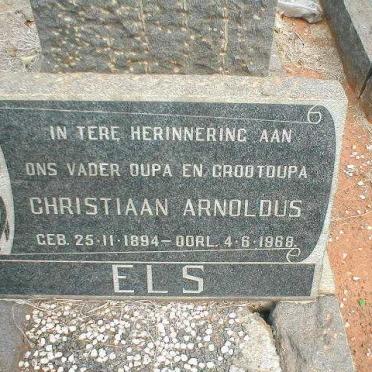 IN TERE HERINNERING AAN
ONS VADER OUPA EN GROOTOUPA
CHRISTIAAN ARNOLDUS
GEB. 25·11·1894 – OORL. 4·6·1968.
ELS